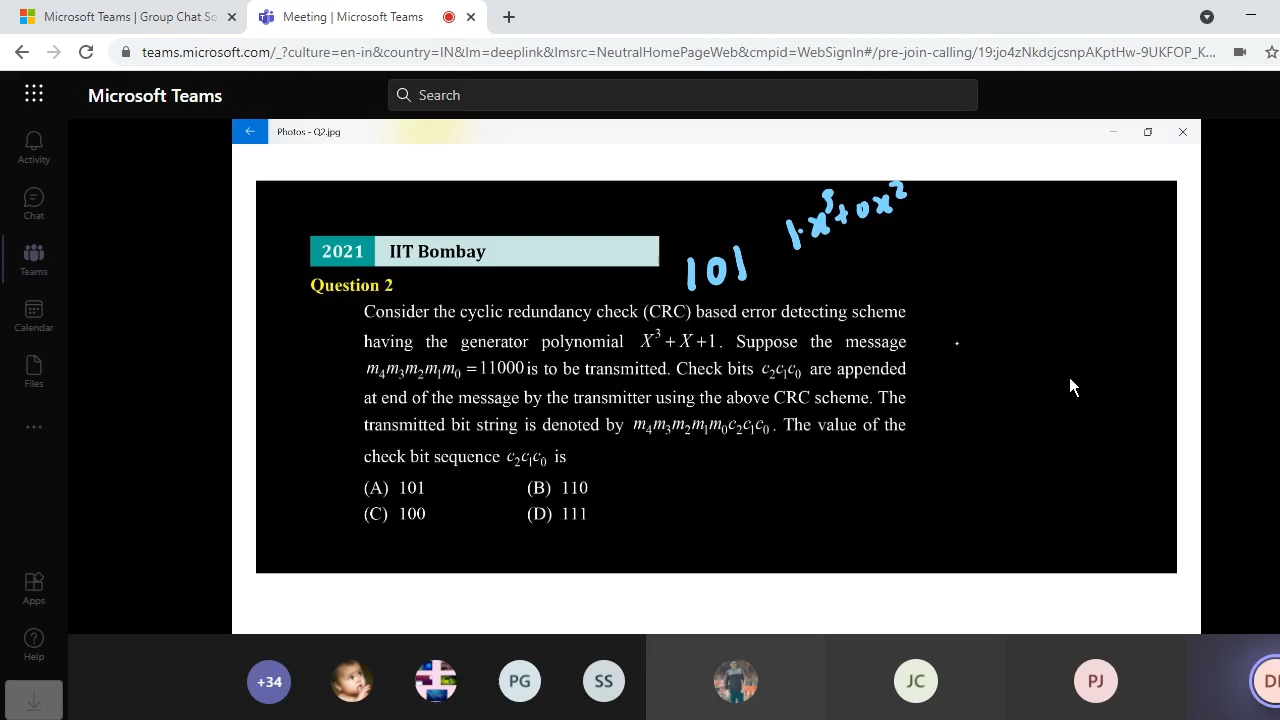 Microsoft Teams | Group Chat So
Meeting | Microsoft Teams
teams.microsoft.com/_?culture=en-in&country=IN&lm=deeplink&lmsrc=NeutralHomePageWeb&cmpid=WebSignIn#/pre-join-calling/19:jo4zNkdcjcsnpAKptHw-9UKFOP_K...
Microsoft Teams
Search
Activity
Chat
Teams
Calendar
Files
Apps
Help
Photos - Q2.jpg
1·x³+0x²
2021 IIT Bombay
101
Question 2
Consider the cyclic redundancy check (CRC) based error detecting scheme
having the generator polynomial X³ + X + 1. Suppose the message
m₄m₃m₂m₁m₀ = 11000 is to be transmitted. Check bits c₂c₁c₀ are appended
at end of the message by the transmitter using the above CRC scheme. The
transmitted bit string is denoted by m₄m₃m₂m₁m₀c₂c₁c₀. The value of the
check bit sequence c₂c₁c₀ is
(A) 101 (B) 110
(C) 100 (D) 111
+34 PG SS JC PJ DI